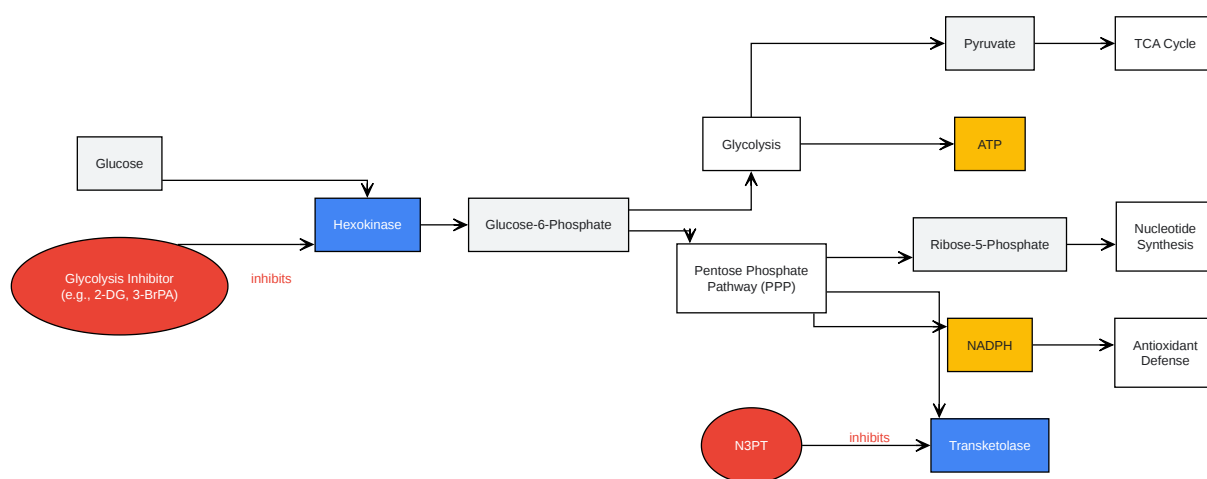 Pyruvate
TCA Cycle
Glycolysis
ATP
Glucose
Hexokinase
Glucose-6-Phosphate
Ribose-5-Phosphate
Nucleotide
Synthesis
Glycolysis Inhibitor
(e.g., 2-DG, 3-BrPA)
inhibits
Pentose Phosphate
Pathway (PPP)
NADPH
Antioxidant
Defense
N3PT
inhibits
Transketolase